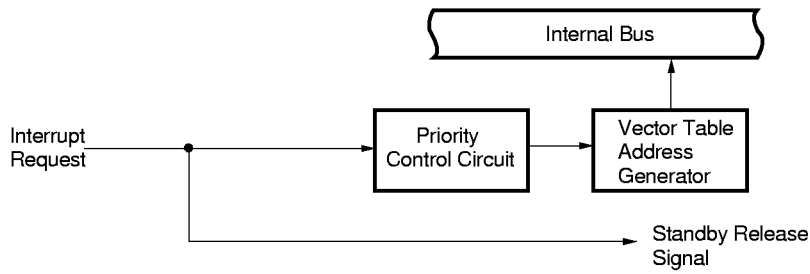 Internal Bus
Interrupt
Request
Priority
Control Circuit
Vector Table
Address
Generator
Standby Release
Signal